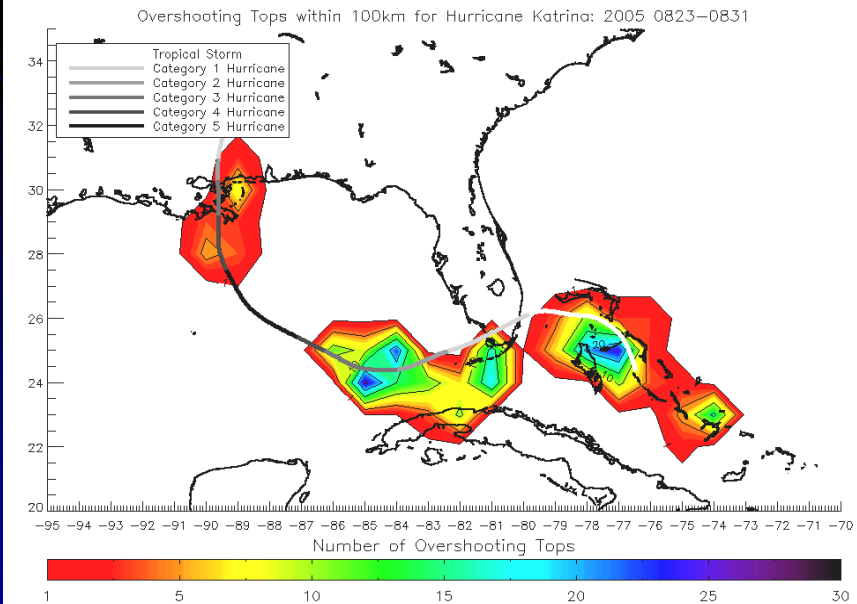 Overshooting Tops within 100km for Hurricane Katrina: 2005 0823–0831
Tropical Storm
Category 1 Hurricane
Category 2 Hurricane
Category 3 Hurricane
Category 4 Hurricane
Category 5 Hurricane
34
32
30
28
26
24
22
20
20
10
−95 −94 −93 −92 −91 −90 −89 −88 −87 −86 −85 −84 −83 −82 −81 −80 −79 −78 −77 −76 −75 −74 −73 −72 −71 −70
Number of Overshooting Tops
1 5 10 15 20 25 30